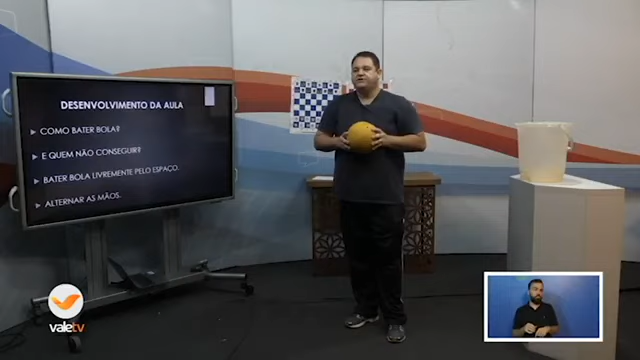 DESENVOLVIMENTO DA AULA
➤ COMO BATER BOLA?
➤ E QUEM NÃO CONSEGUIR?
➤ BATER BOLA LIVREMENTE PELO ESPAÇO.
➤ ALTERNAR AS MÃOS.
valetv